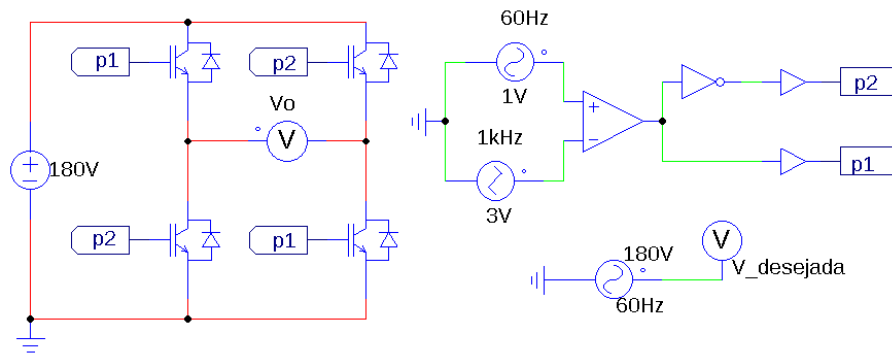 60Hz
p1
p2
p2
Vo
1V
+
−
V
1kHz
+
−
180V
p1
3V
p2
p1
180V
V
V_desejada
60Hz